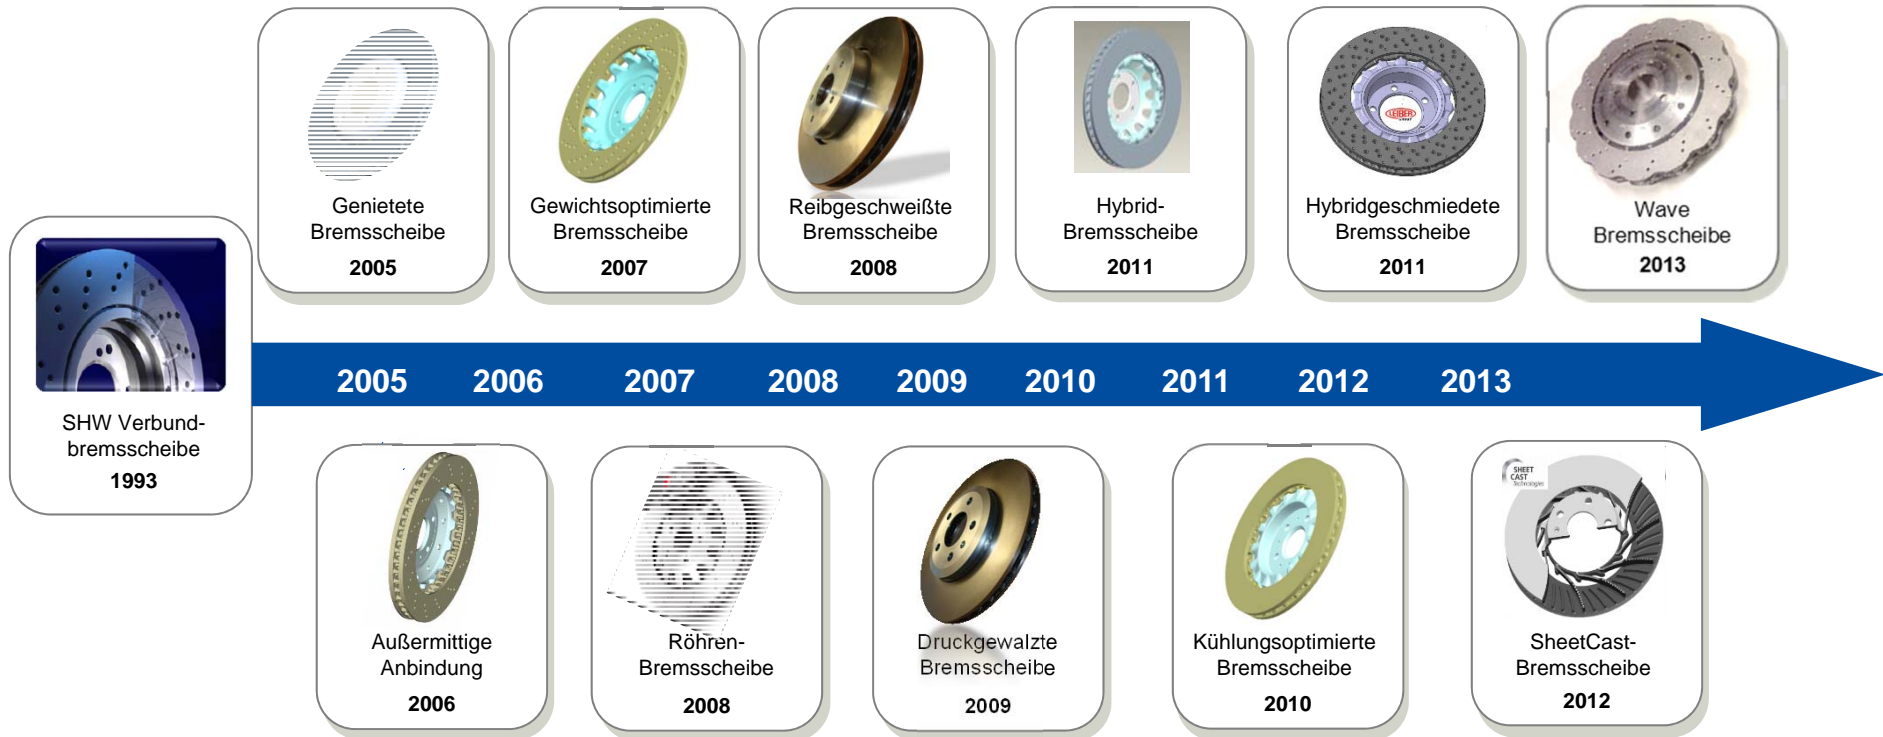 Genietete
Bremsscheibe
2005
Gewichtsoptimierte
Bremsscheibe
2007
Reibgeschweißte
Bremsscheibe
2008
Hybrid-
Bremsscheibe
2011
LEIBER
Hybridgeschmiedete
Bremsscheibe
2011
Wave
Bremsscheibe
2013
SHW Verbund-
bremsscheibe
1993
2005 2006 2007 2008 2009 2010 2011 2012 2013
Außermittige
Anbindung
2006
Röhren-
Bremsscheibe
2008
Druckgewalzte
Bremsscheibe
2009
Kühlungsoptimierte
Bremsscheibe
2010
SHEET
CAST
Technologies
SheetCast-
Bremsscheibe
2012